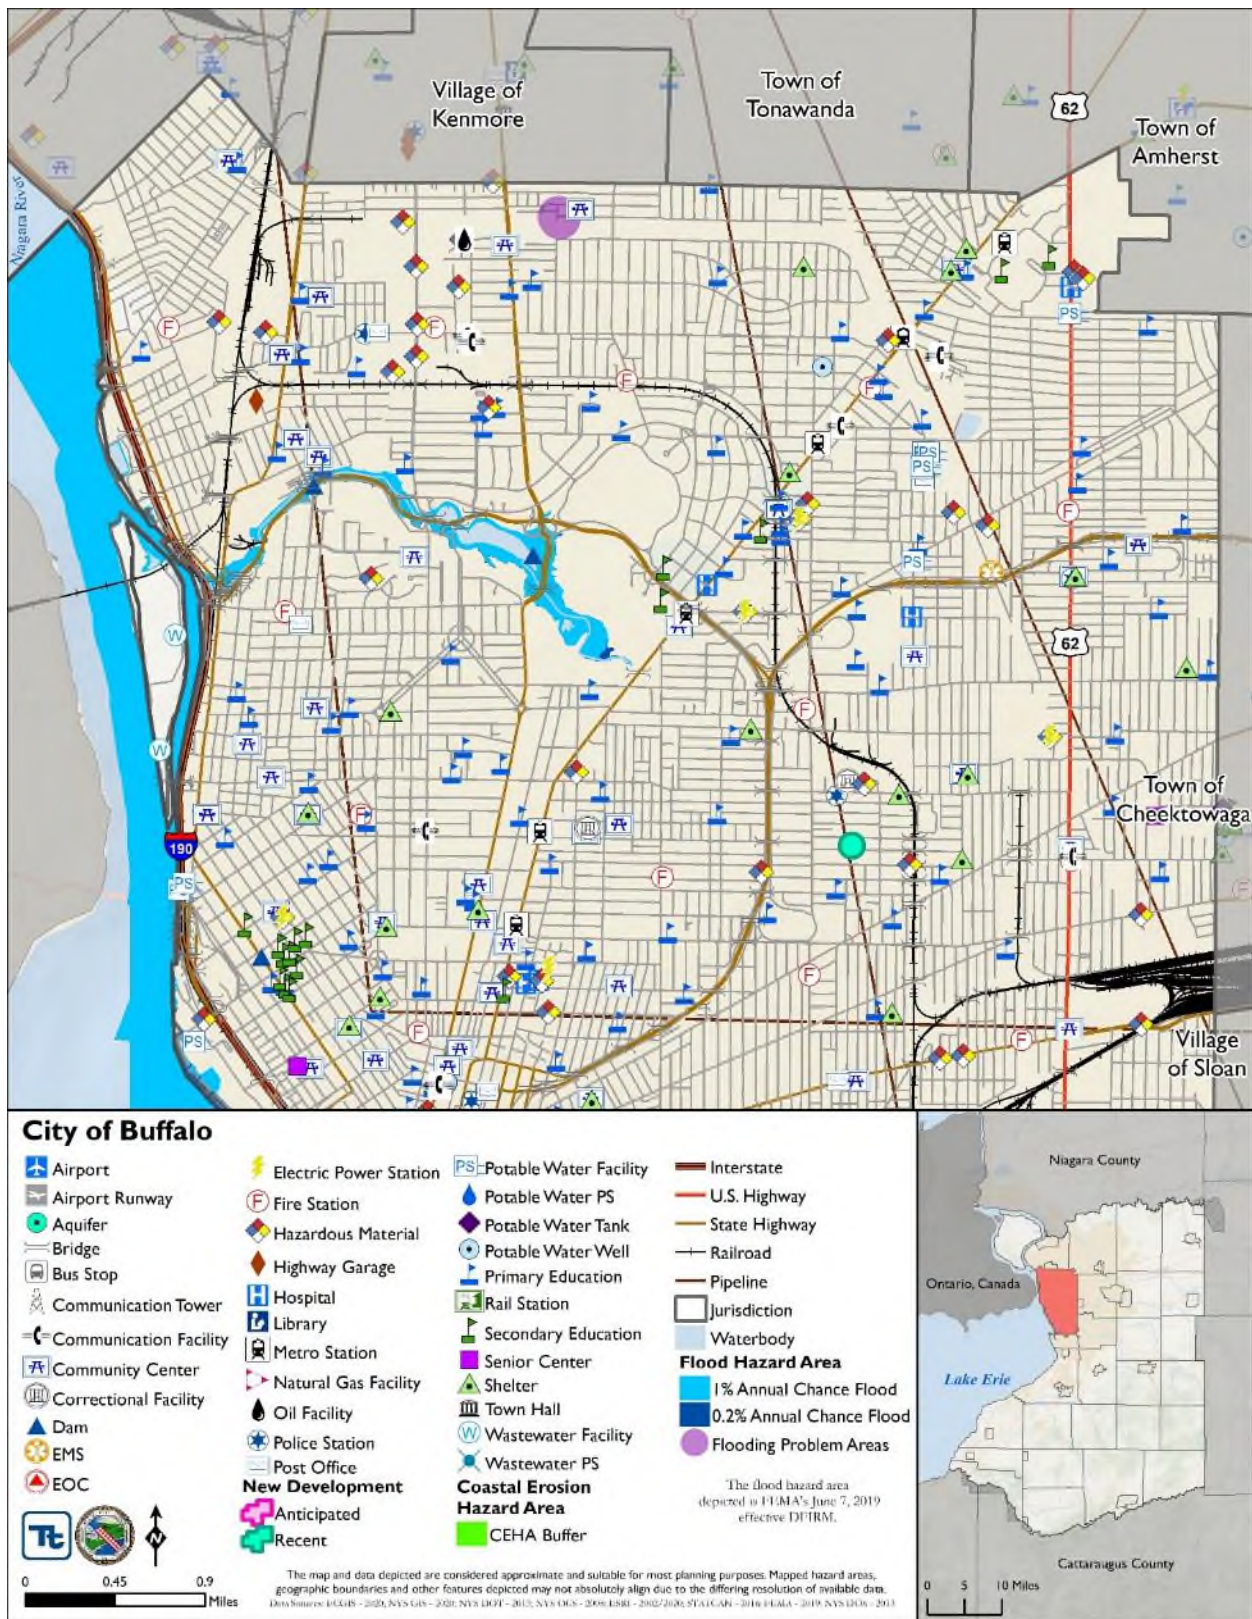 Village of
Kenmore
Town of
Tonawanda
62
Town of
Amherst
Niagara River
62
Town of
Cheektowaga
190
Village
of Sloan
City of Buffalo
Airport
Airport Runway
Aquifer
Bridge
Bus Stop
Communication Tower
Communication Facility
Community Center
Correctional Facility
Dam
EMS
EOC
Electric Power Station
Fire Station
Hazardous Material
Highway Garage
Hospital
Library
Metro Station
Natural Gas Facility
Oil Facility
Police Station
Post Office
New Development
Anticipated
Recent
PS Potable Water Facility
Potable Water PS
Potable Water Tank
Potable Water Well
Primary Education
Rail Station
Secondary Education
Senior Center
Shelter
Town Hall
Wastewater Facility
Wastewater PS
Coastal Erosion
Hazard Area
CEHA Buffer
Interstate
U.S. Highway
State Highway
Railroad
Pipeline
Jurisdiction
Waterbody
Flood Hazard Area
1% Annual Chance Flood
0.2% Annual Chance Flood
Flooding Problem Areas
The flood hazard area
depicted is FEMA's June 7, 2019
effective DFIRM.
Tt
N
0 0.45 0.9
Miles
The map and data depicted are considered approximate and suitable for most planning purposes. Mapped hazard areas,
geographic boundaries and other features depicted may not absolutely align due to the differing resolution of available data.
Niagara County
Ontario, Canada
Lake Erie
Cattaraugus County
0 5 10 Miles